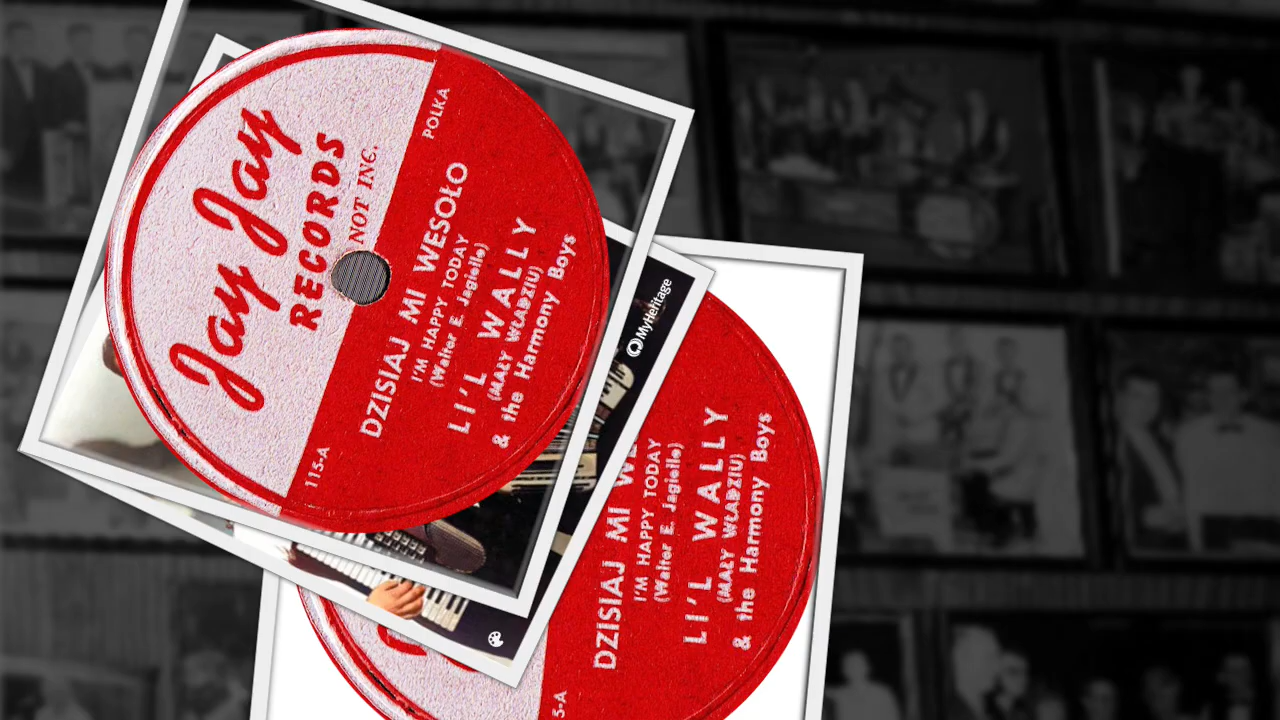 Jay Jay
RECORDS
NOT INC.
115-A
POLKA
DZISIAJ MI WESOŁO
I'M HAPPY TODAY
(Walter E. Jagiello)
LI'L WALLY
(MAŁY WŁADZIU)
& the Harmony Boys
MyHeritage
DZISIAJ MI WE
I'M HAPPY TODAY
(Walter E. Jagiello)
LI'L WALLY
(MAŁY WŁADZIU)
& the Harmony Boys
5-A